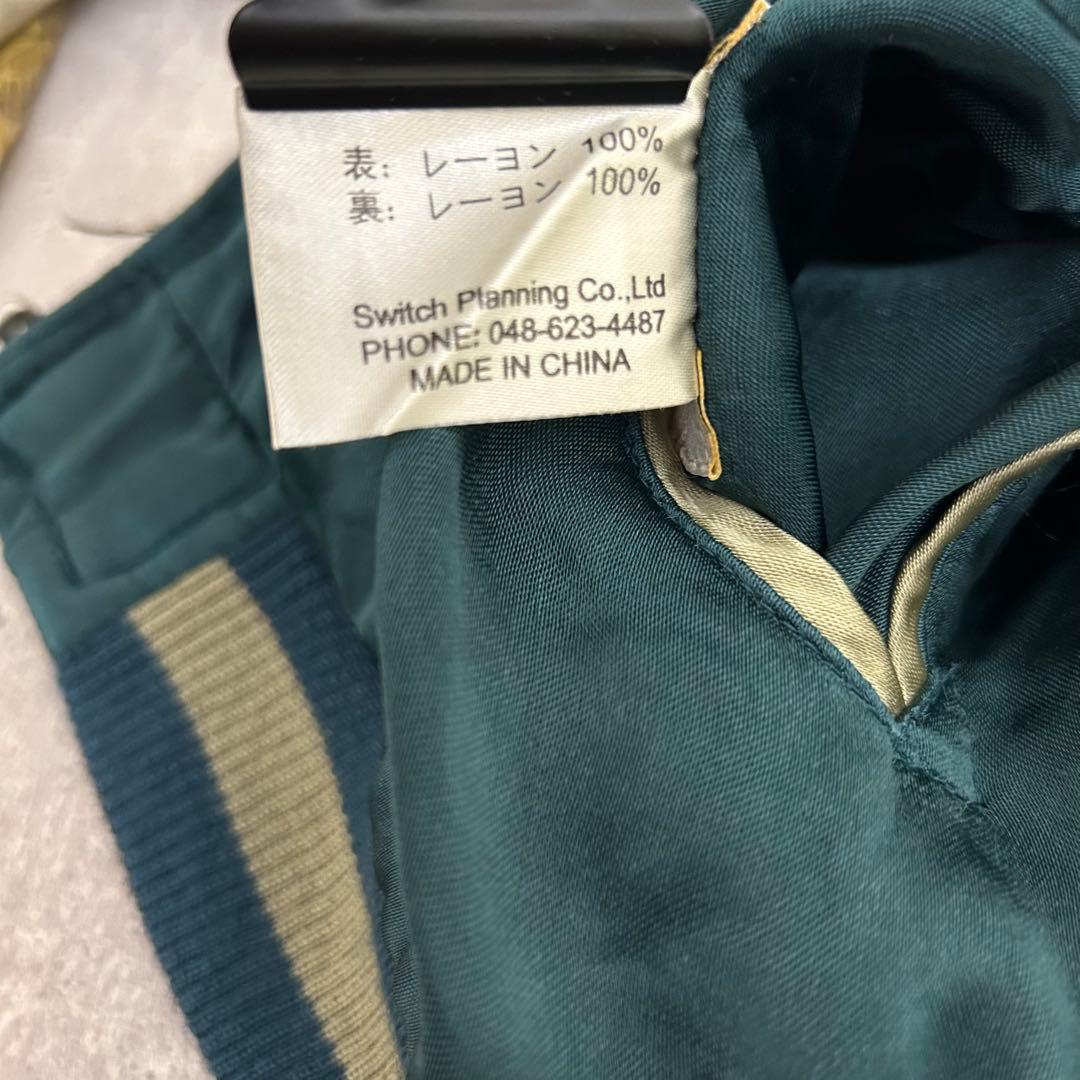 表: レーヨン 100%
裏: レーヨン 100%
Switch Planning Co.,Ltd
PHONE: 048-623-4487
MADE IN CHINA